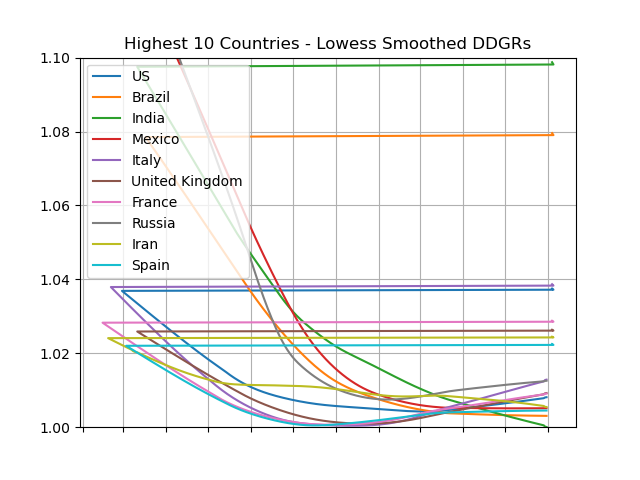 Highest 10 Countries - Lowess Smoothed DDGRs
1.10
1.08
1.06
1.04
1.02
1.00
US
Brazil
India
Mexico
Italy
United Kingdom
France
Russia
Iran
Spain